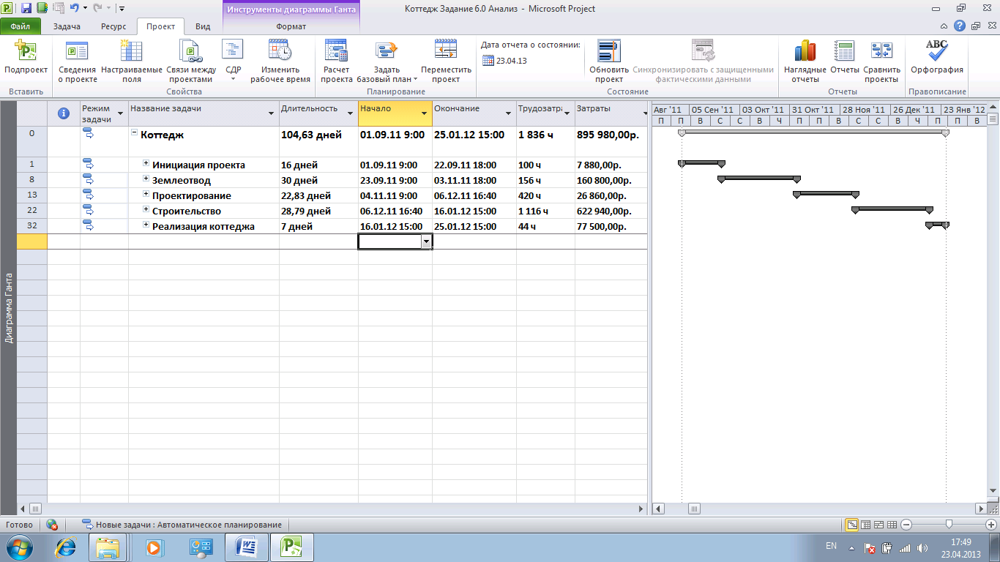 Инструменты диаграммы Ганта
Коттедж Задание 6.0 Анализ - Microsoft Project
Файл Задача Ресурс Проект Вид Формат
Подпроект
Сведения о проекте
Настраиваемые поля
Связи между проектами
СДР
Изменить рабочее время
Расчет проекта
Задать базовый план
Переместить проект
Дата отчета о состоянии:
23.04.13
Обновить проект
Синхронизировать с защищенными фактическими данными
Наглядные отчеты
Отчеты
Сравнить проекты
ABC
Орфография
Вставить Свойства Планирование Состояние Отчеты Правописание
Режим задачи Название задачи Длительность Начало Окончание Трудозатра Затраты
Авг '11 05 Сен '11 03 Окт '11 31 Окт '11 28 Ноя '11 26 Дек '11 23 Янв '12
П П В С С В Ч П П С С В Ч П П В
0 Коттедж 104,63 дней 01.09.11 9:00 25.01.12 15:00 1 836 ч 895 980,00р.
1 Инициация проекта 16 дней 01.09.11 9:00 22.09.11 18:00 100 ч 7 880,00р.
8 Землеотвод 30 дней 23.09.11 9:00 03.11.11 18:00 156 ч 160 800,00р.
13 Проектирование 22,83 дней 04.11.11 9:00 06.12.11 16:40 420 ч 26 860,00р.
22 Строительство 28,79 дней 06.12.11 16:40 16.01.12 15:00 1 116 ч 622 940,00р.
32 Реализация коттеджа 7 дней 16.01.12 15:00 25.01.12 15:00 44 ч 77 500,00р.
Диаграмма Ганта
Готово Новые задачи : Автоматическое планирование
EN 17:49
23.04.2013